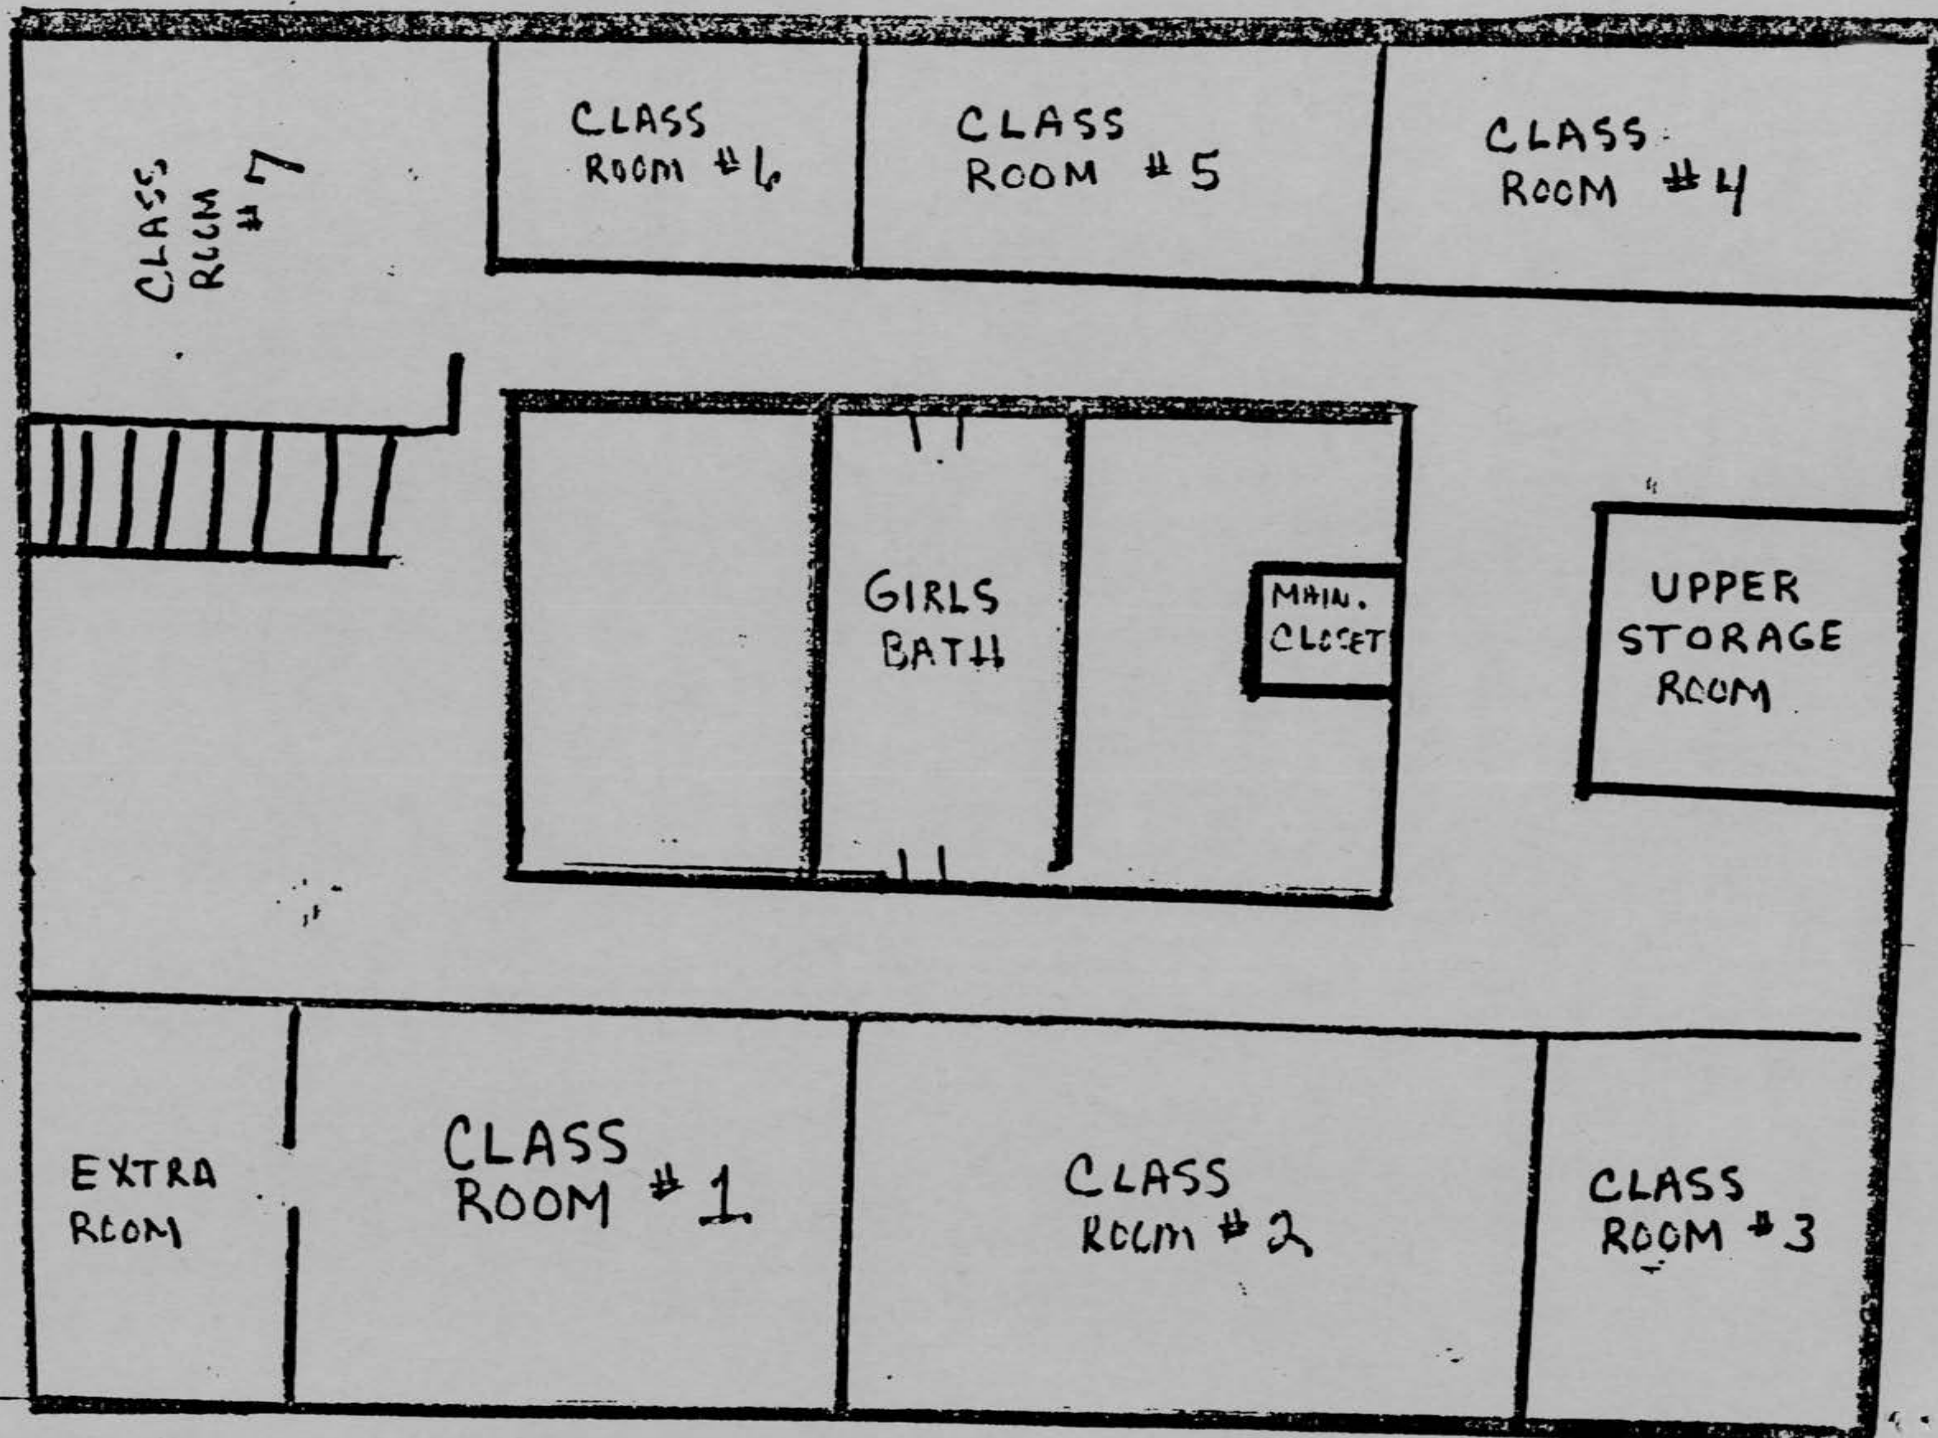 CLASS
ROOM
#7
CLASS
ROOM #6
CLASS
ROOM #5
CLASS
ROOM #4
GIRLS
BATH
MAIN.
CLOSET
UPPER
STORAGE
ROOM
EXTRA
ROOM
CLASS
ROOM #1
CLASS
ROOM #2
CLASS
ROOM #3